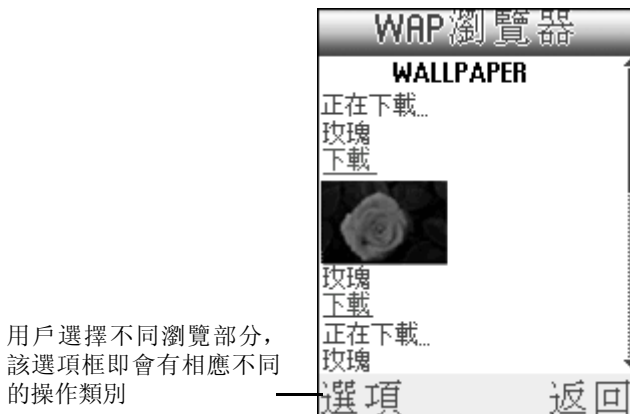 WAP瀏覽器
WALLPAPER
正在下載...
玫瑰
下載
玫瑰
下載
正在下載...
玫瑰
選項
返回
用戶選擇不同瀏覽部分，
該選項框即會有相應不同
的操作類別